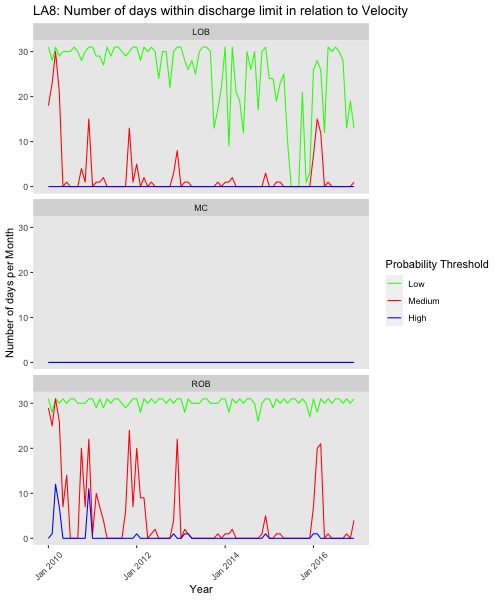 LA8: Number of days within discharge limit in relation to Velocity
LOB
30
20
10
0
MC
30
20
10
0
ROB
30
20
10
0
Jan 2010
Jan 2012
Jan 2014
Jan 2016
Year
Number of days per Month
Probability Threshold
Low
Medium
High